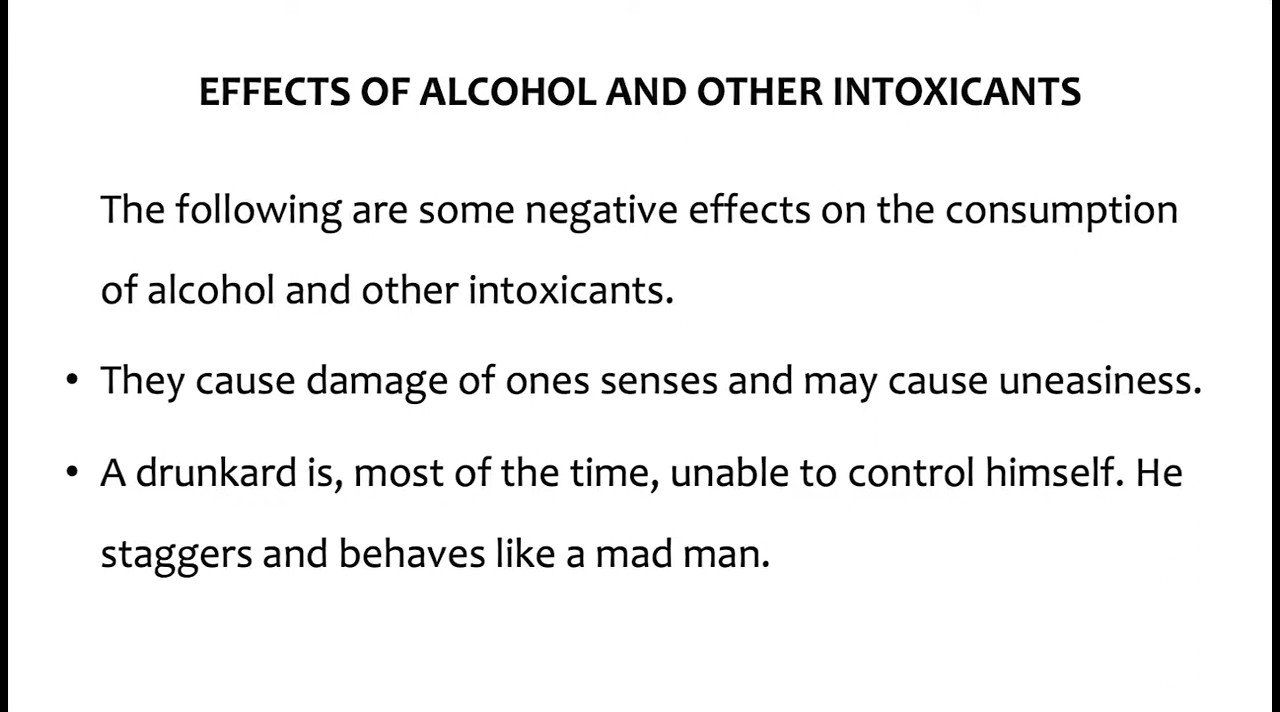 EFFECTS OF ALCOHOL AND OTHER INTOXICANTS
The following are some negative effects on the consumption
of alcohol and other intoxicants.
• They cause damage of ones senses and may cause uneasiness.
• A drunkard is, most of the time, unable to control himself. He
staggers and behaves like a mad man.